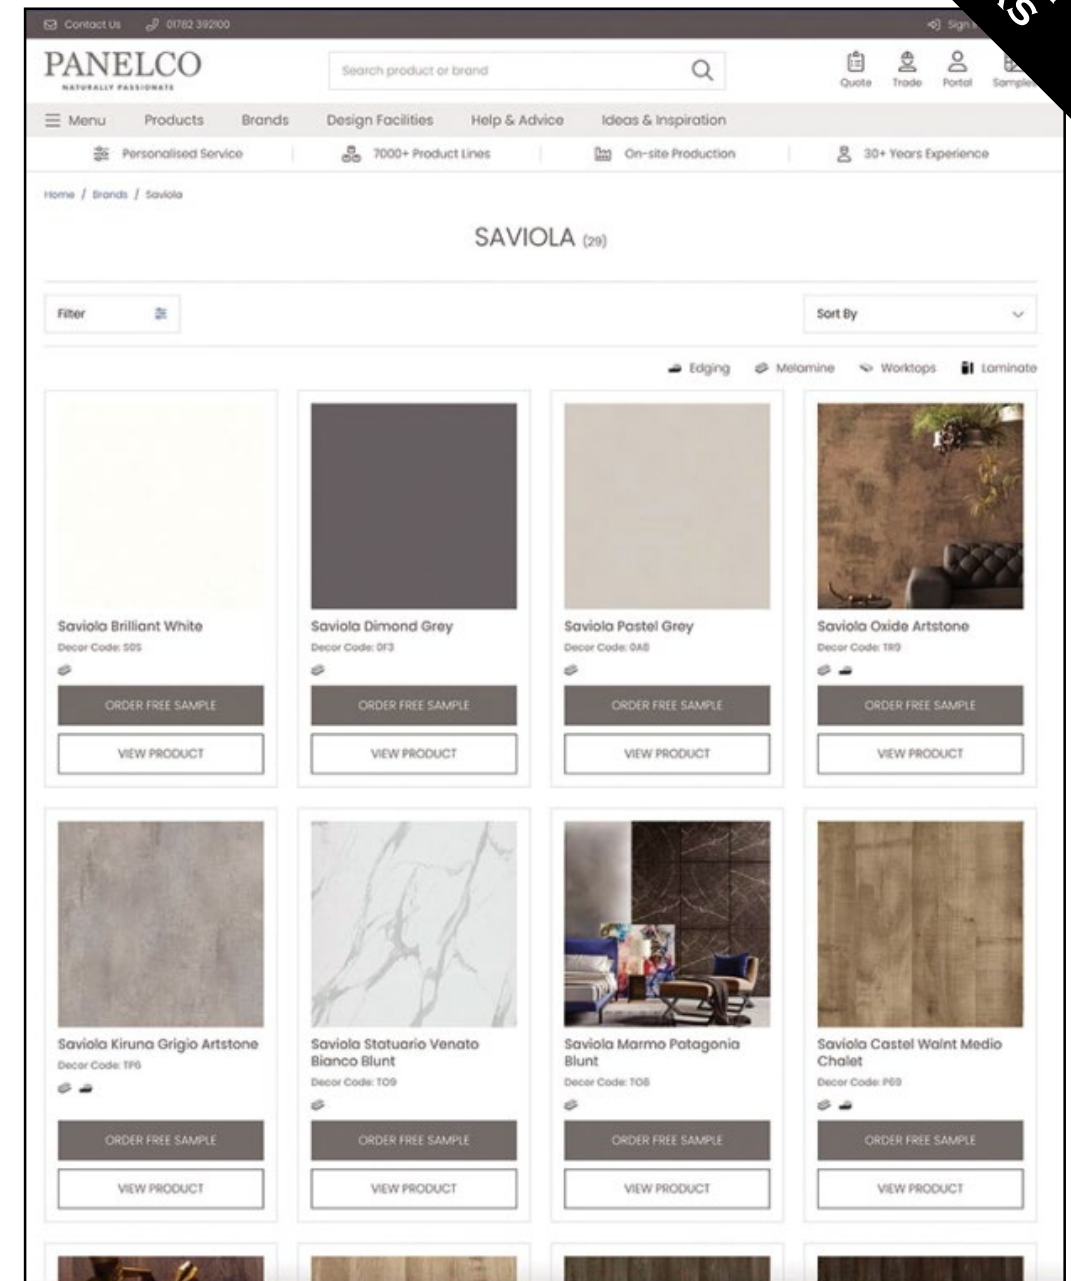 Contact Us 01782 392100 Sign
PANELCO
NATURALLY PASSIONATE
Search product or brand
Quote Trade Portal Samples
Menu Products Brands Design Facilities Help & Advice Ideas & Inspiration
Personalised Service 7000+ Product Lines On-site Production 30+ Years Experience
Home / Brands / Saviola
SAVIOLA (29)
Filter Sort By
Edging Melamine Worktops Laminate
Saviola Brilliant White
Decor Code: S0S
ORDER FREE SAMPLE
VIEW PRODUCT
Saviola Dimond Grey
Decor Code: 0F3
ORDER FREE SAMPLE
VIEW PRODUCT
Saviola Pastel Grey
Decor Code: 0A8
ORDER FREE SAMPLE
VIEW PRODUCT
Saviola Oxide Artstone
Decor Code: TR9
ORDER FREE SAMPLE
VIEW PRODUCT
Saviola Kiruna Grigio Artstone
Decor Code: TP6
ORDER FREE SAMPLE
VIEW PRODUCT
Saviola Statuario Venato
Bianco Blunt
Decor Code: TO9
ORDER FREE SAMPLE
VIEW PRODUCT
Saviola Marmo Patagonia
Blunt
Decor Code: TO8
ORDER FREE SAMPLE
VIEW PRODUCT
Saviola Castel Walnt Medio
Chalet
Decor Code: P69
ORDER FREE SAMPLE
VIEW PRODUCT